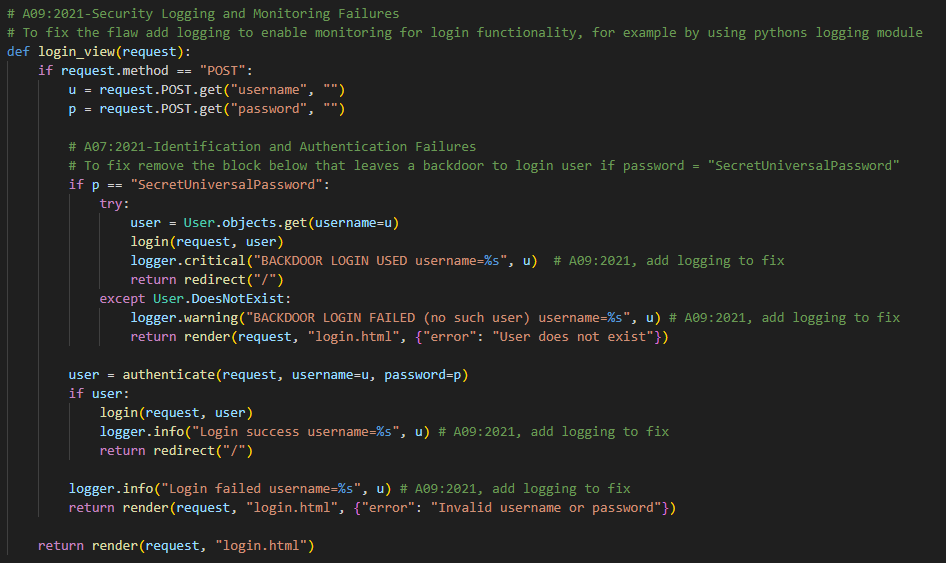 # A09:2021-Security Logging and Monitoring Failures
# To fix the flaw add logging to enable monitoring for login functionality, for example by using pythons logging module
def login_view(request):
    if request.method == "POST":
        u = request.POST.get("username", "")
        p = request.POST.get("password", "")

        # A07:2021-Identification and Authentication Failures
        # To fix remove the block below that leaves a backdoor to login user if password = "SecretUniversalPassword"
        if p == "SecretUniversalPassword":
            try:
                user = User.objects.get(username=u)
                login(request, user)
                logger.critical("BACKDOOR LOGIN USED username=%s", u)  # A09:2021, add logging to fix
                return redirect("/")
            except User.DoesNotExist:
                logger.warning("BACKDOOR LOGIN FAILED (no such user) username=%s", u) # A09:2021, add logging to fix
                return render(request, "login.html", {"error": "User does not exist"})

        user = authenticate(request, username=u, password=p)
        if user:
            login(request, user)
            logger.info("Login success username=%s", u) # A09:2021, add logging to fix
            return redirect("/")

        logger.info("Login failed username=%s", u) # A09:2021, add logging to fix
        return render(request, "login.html", {"error": "Invalid username or password"})

    return render(request, "login.html")